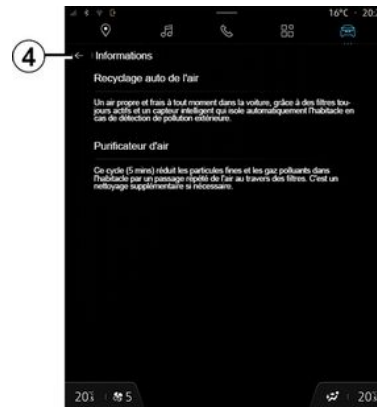 16°C
4
Informations
Recyclage auto de l'air
Un air propre et frais à tout moment dans la voiture, grâce à des filtres tou-
jours actifs et un capteur intelligent qui isole automatiquement l'habitacle en
cas de détection de pollution extérieure.
Purificateur d'air
Ce cycle (5 mins) réduit les particules fines et les gaz polluants dans
l'habitacle par un passage répété de l'air au travers des filtres. C'est un
nettoyage supplémentaire si nécessaire.
5